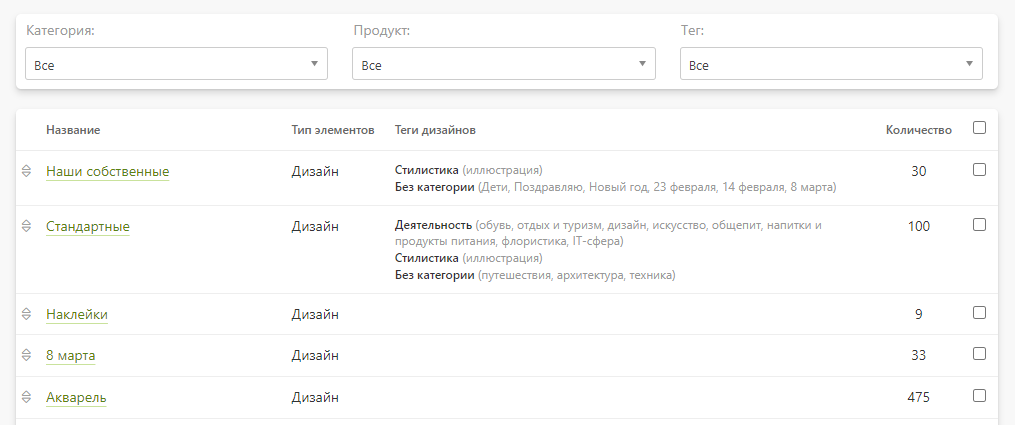 Категория: Продукт: Тег:
Все Все Все
Название Тип элементов Теги дизайнов Количество
Наши собственные Дизайн Стилистика (иллюстрация) 30
Без категории (Дети, Поздравляю, Новый год, 23 февраля, 14 февраля, 8 марта)
Стандартные Дизайн Деятельность (обувь, отдых и туризм, дизайн, искусство, общепит, напитки и 100
продукты питания, флористика, IT-сфера)
Стилистика (иллюстрация)
Без категории (путешествия, архитектура, техника)
Наклейки Дизайн 9
8 марта Дизайн 33
Акварель Дизайн 475